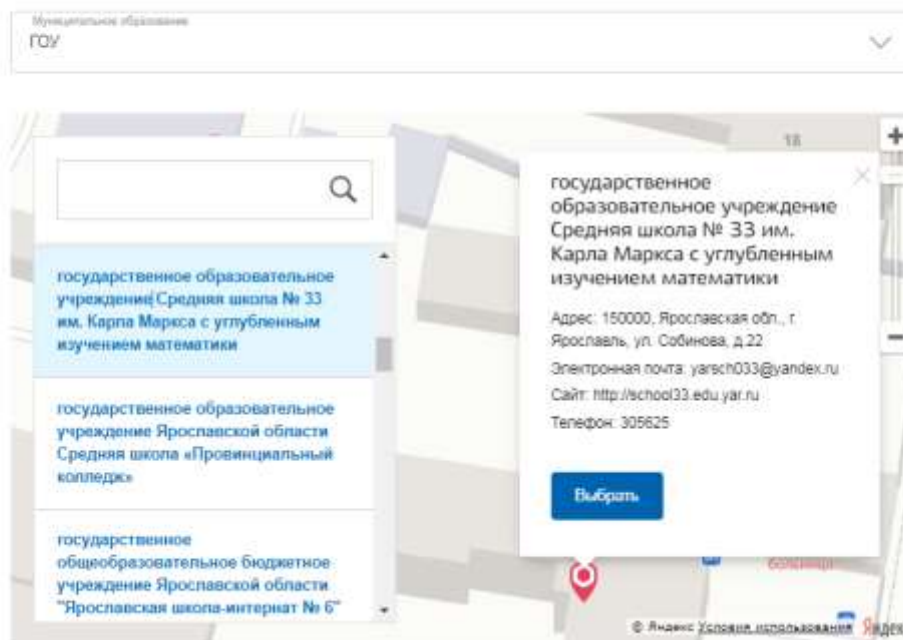 Муниципальное образование
ГОУ
18
государственное образовательное
учреждение Средняя школа № 33
им. Карла Маркса с углубленным
изучением математики
государственное образовательное
учреждение Ярославской области
Средняя школа «Провинциальный
колледж»
государственное
общеобразовательное бюджетное
учреждение Ярославской области
"Ярославская школа-интернат № 6"
государственное
образовательное учреждение
Средняя школа № 33 им.
Карла Маркса с углубленным
изучением математики
Адрес: 150000, Ярославская обл., г.
Ярославль, ул. Собинова, д.22
Электронная почта: yarsch033@yandex.ru
Сайт: http://school33.edu.yar.ru
Телефон: 305625
Выбрать
© Яндекс Условия использования